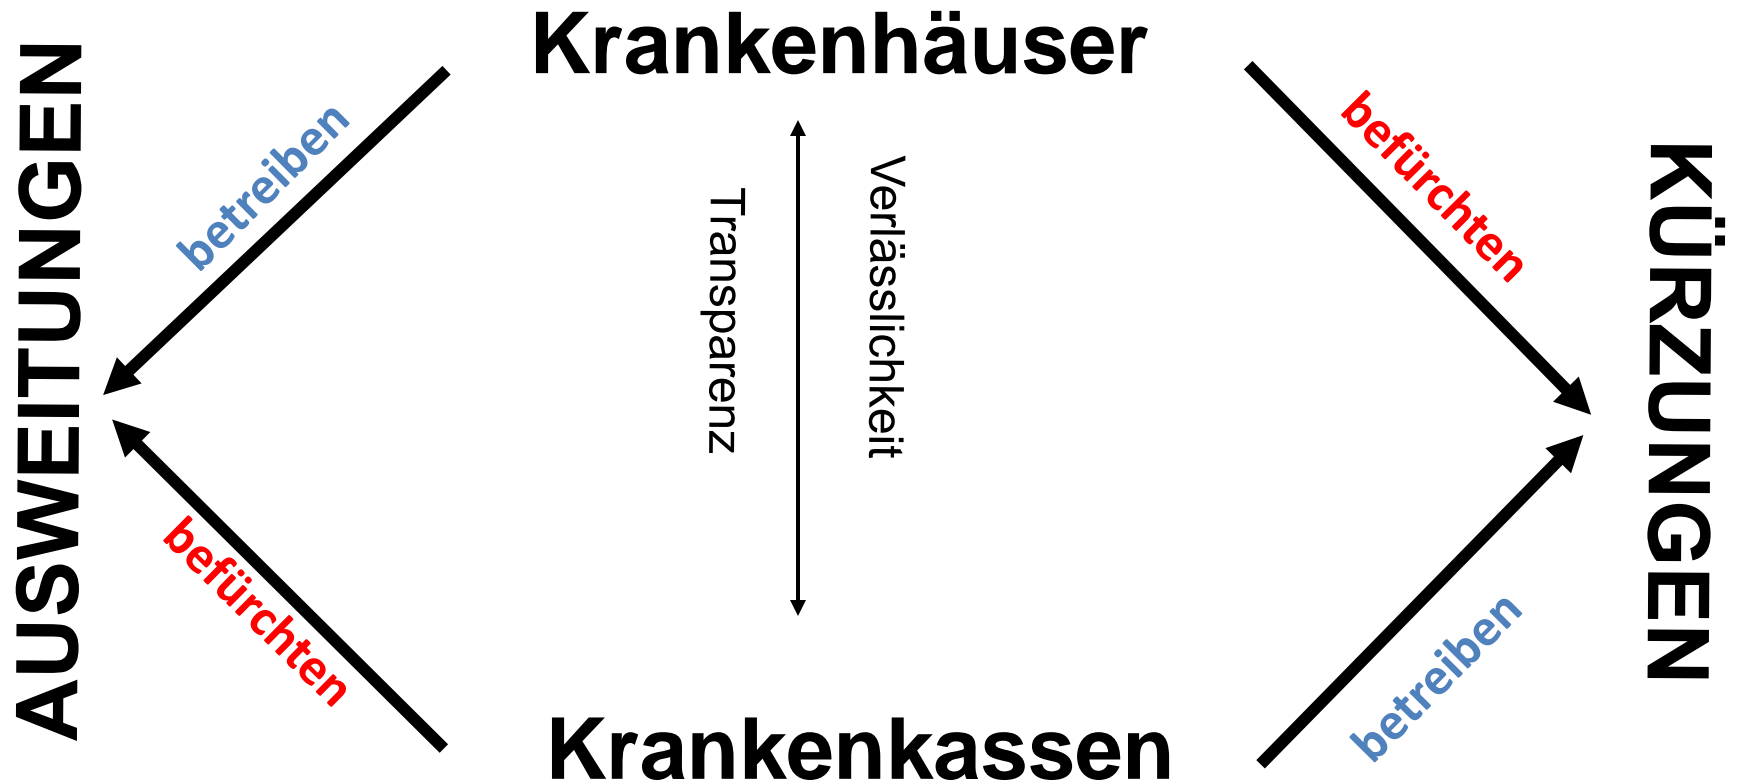 Krankenhäuser
AUSWEITUNGEN
betreiben
befürchten
Transparenz
Verlässlichkeit
KÜRZUNGEN
befürchten
betreiben
Krankenkassen